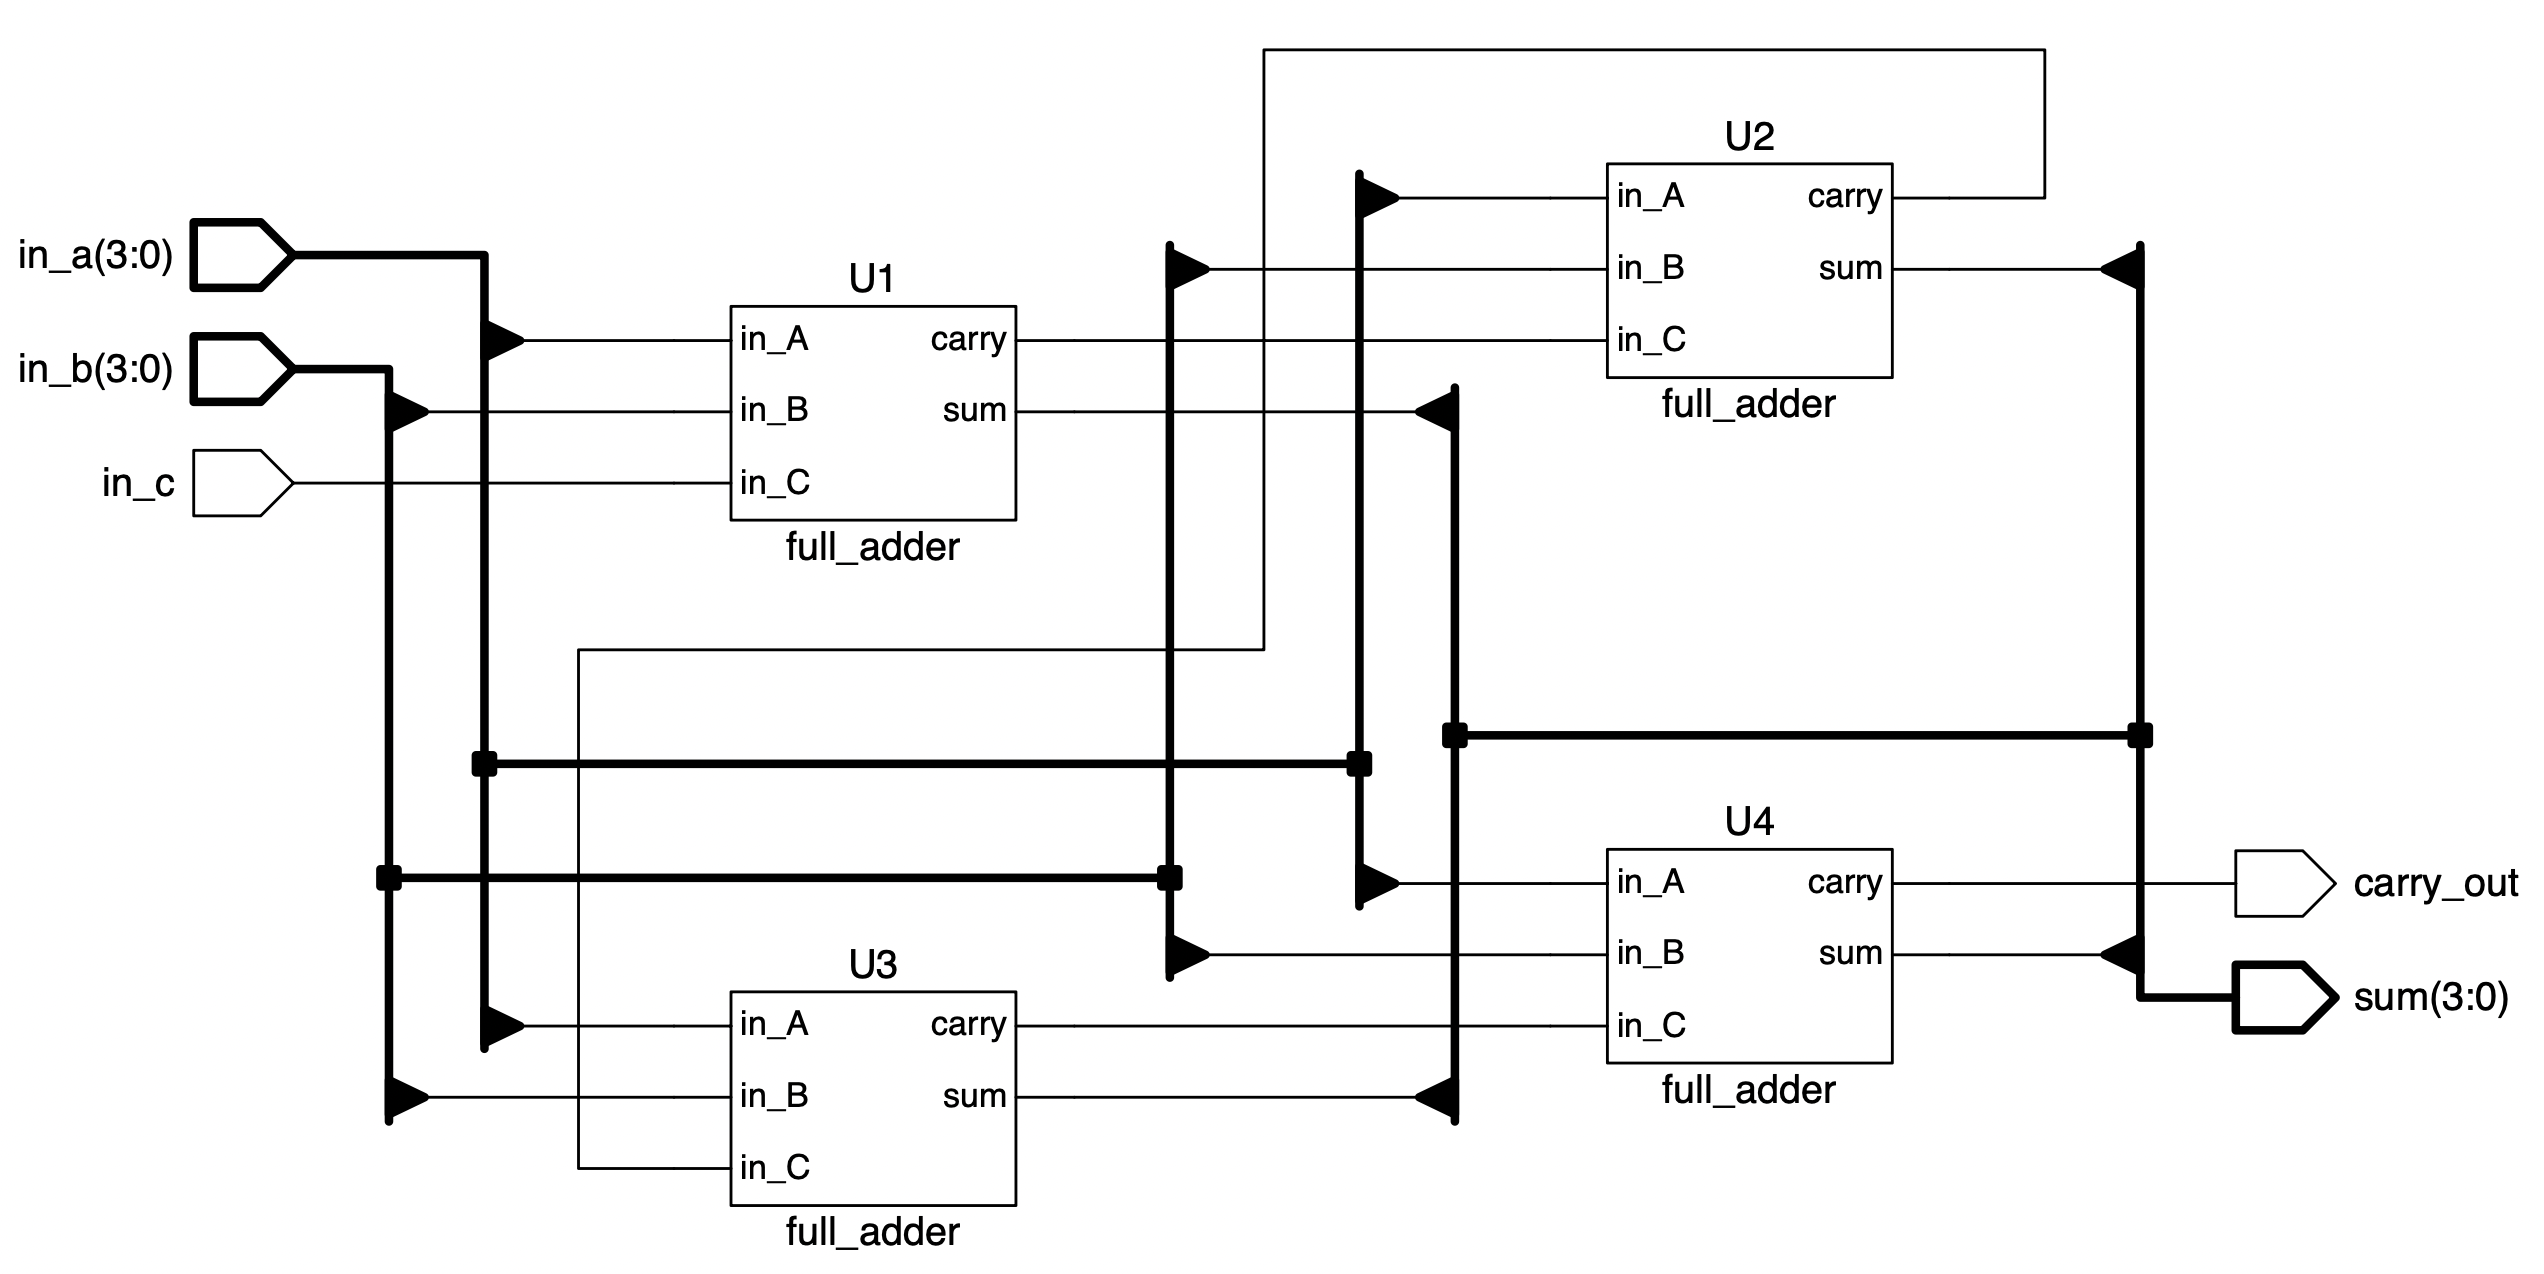 in_a(3:0)
in_b(3:0)
in_c
U1
in_A
carry
in_B
sum
in_C
full_adder
U2
in_A
carry
in_B
sum
in_C
full_adder
U3
in_A
carry
in_B
sum
in_C
full_adder
U4
in_A
carry
in_B
sum
in_C
full_adder
carry_out
sum(3:0)